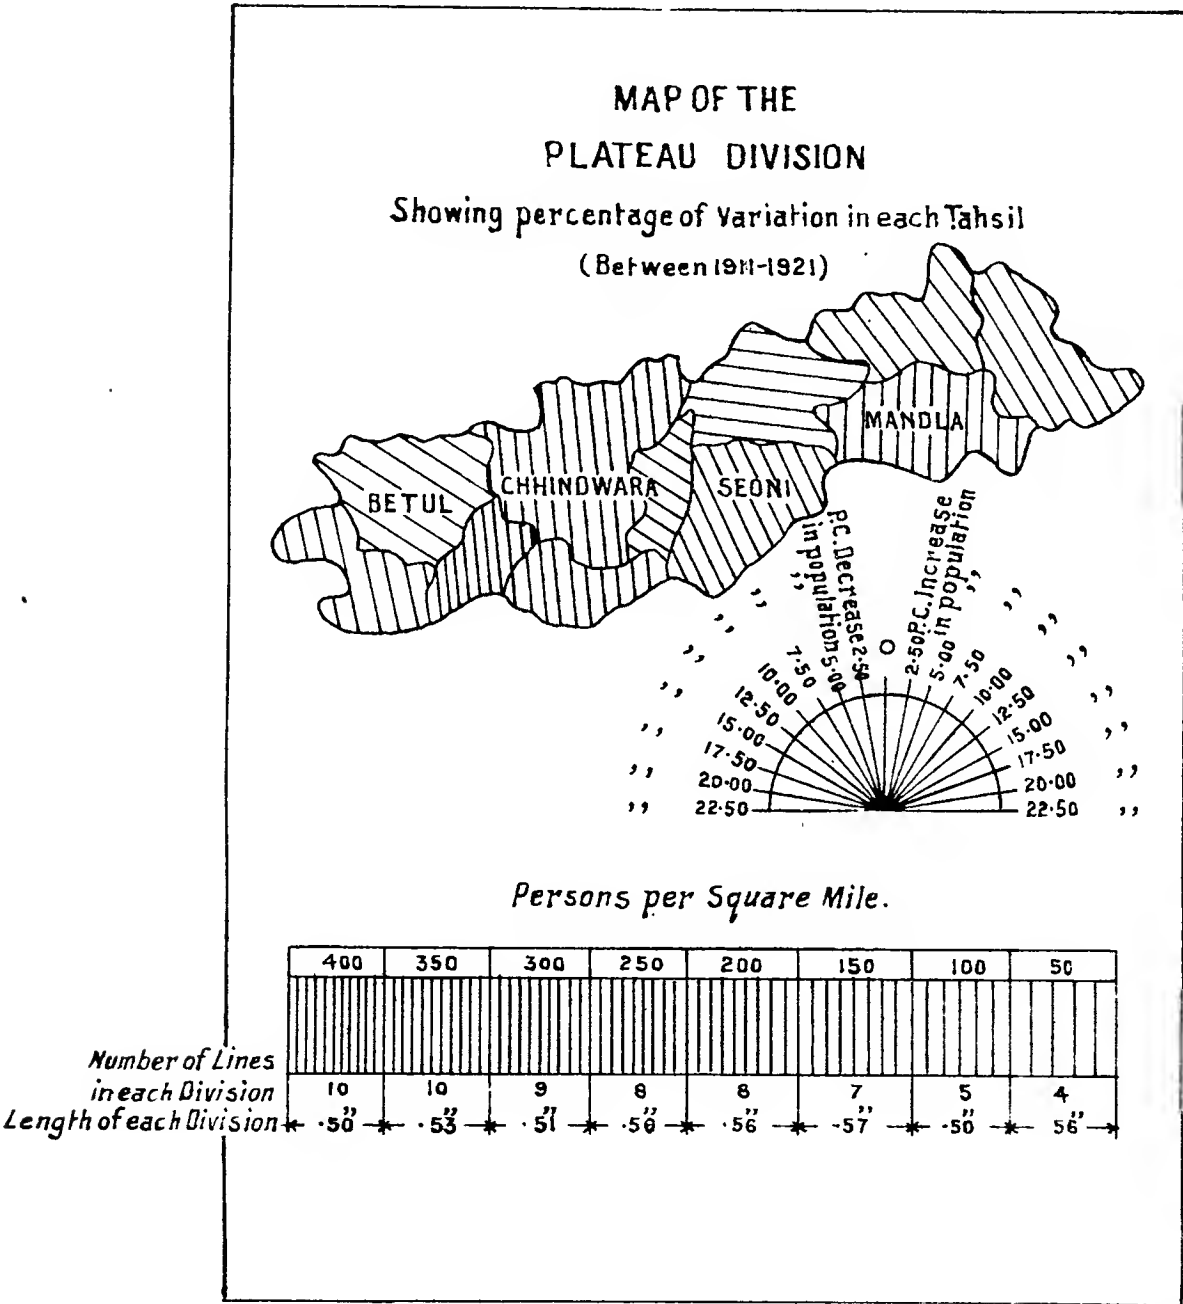 MAP OF THE
PLATEAU DIVISION
Showing percentage of Variation in each Tahsil
(Between 1911-1921)
MANDLA
CHHINDWARA
SEONI
BETUL
P.C. Decrease 2·50
in population 5·00
7·50 ,,
10·00 ,,
12·50 ,,
15·00 ,,
17·50 ,,
20·00 ,,
22·50 ,,
O
2·50 P.C. Increase
5·00 in population
7·50 ,,
10·00 ,,
12·50 ,,
15·00 ,,
17·50 ,,
20·00 ,,
22·50 ,,
Persons per Square Mile.
400 350 300 250 200 150 100 50
Number of Lines
in each Division 10 10 9 8 8 7 5 4
Length of each Division ·50" ·53" ·51" ·50" ·56" ·57" ·50" 56"